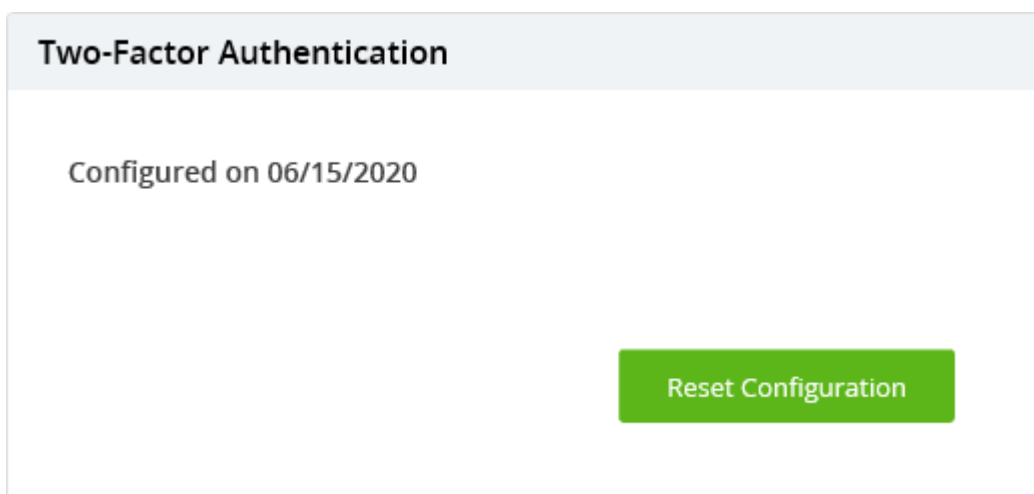 Two-Factor Authentication
Configured on 06/15/2020
Reset Configuration